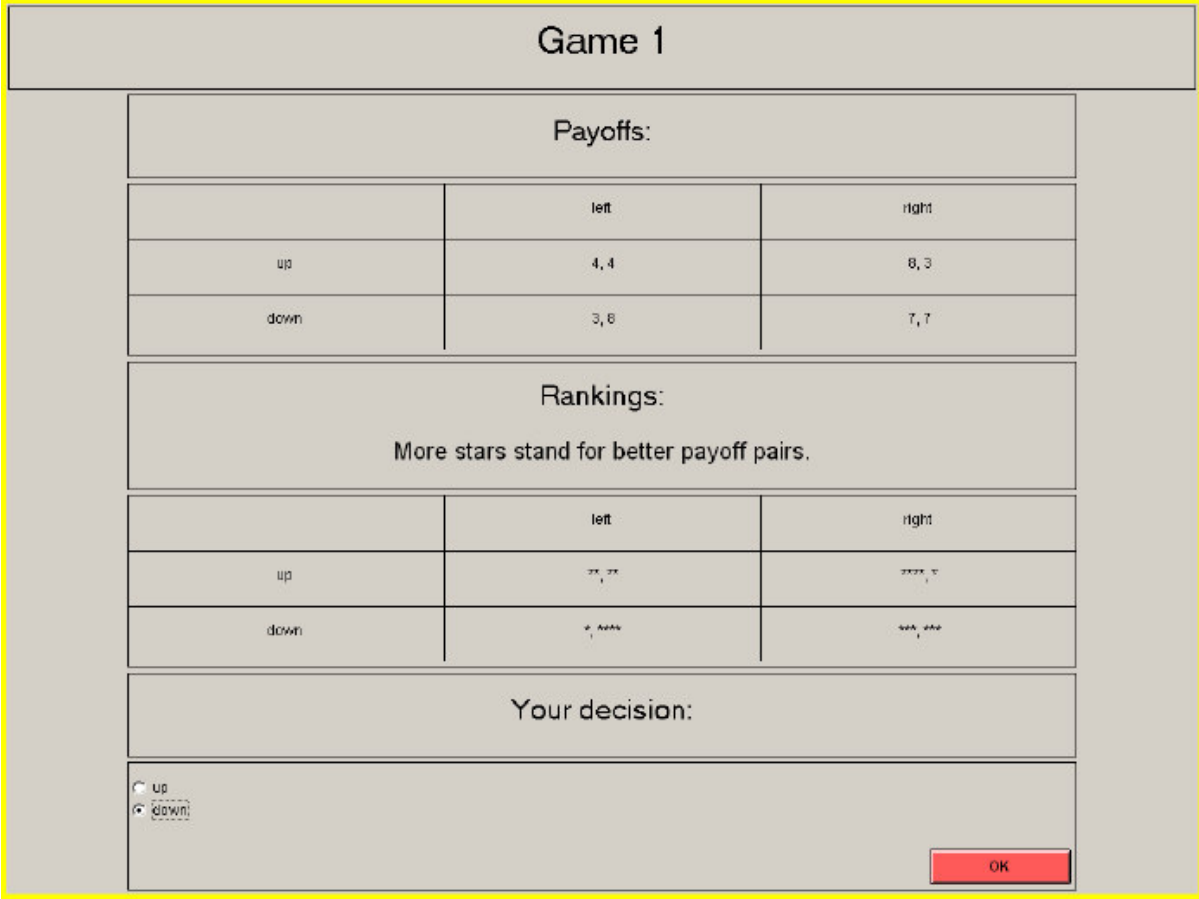 Game 1
Payoffs:
left right
up 4, 4 8, 3
down 3, 8 7, 7
Rankings:
More stars stand for better payoff pairs.
left right
up **, ** ****, *
down *, **** ***, ***
Your decision:
up
down
OK